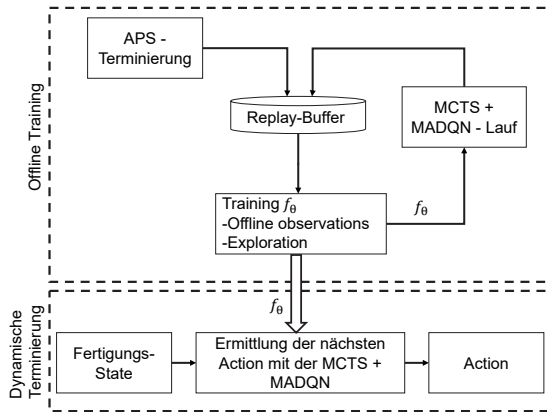 Offline Training
APS -
Terminierung
Replay-Buffer
MCTS +
MADQN - Lauf
Training fθ
-Offline observations
-Exploration
fθ
fθ
Dynamische
Terminierung
Fertigungs-
State
Ermittlung der nächsten
Action mit der MCTS +
MADQN
Action